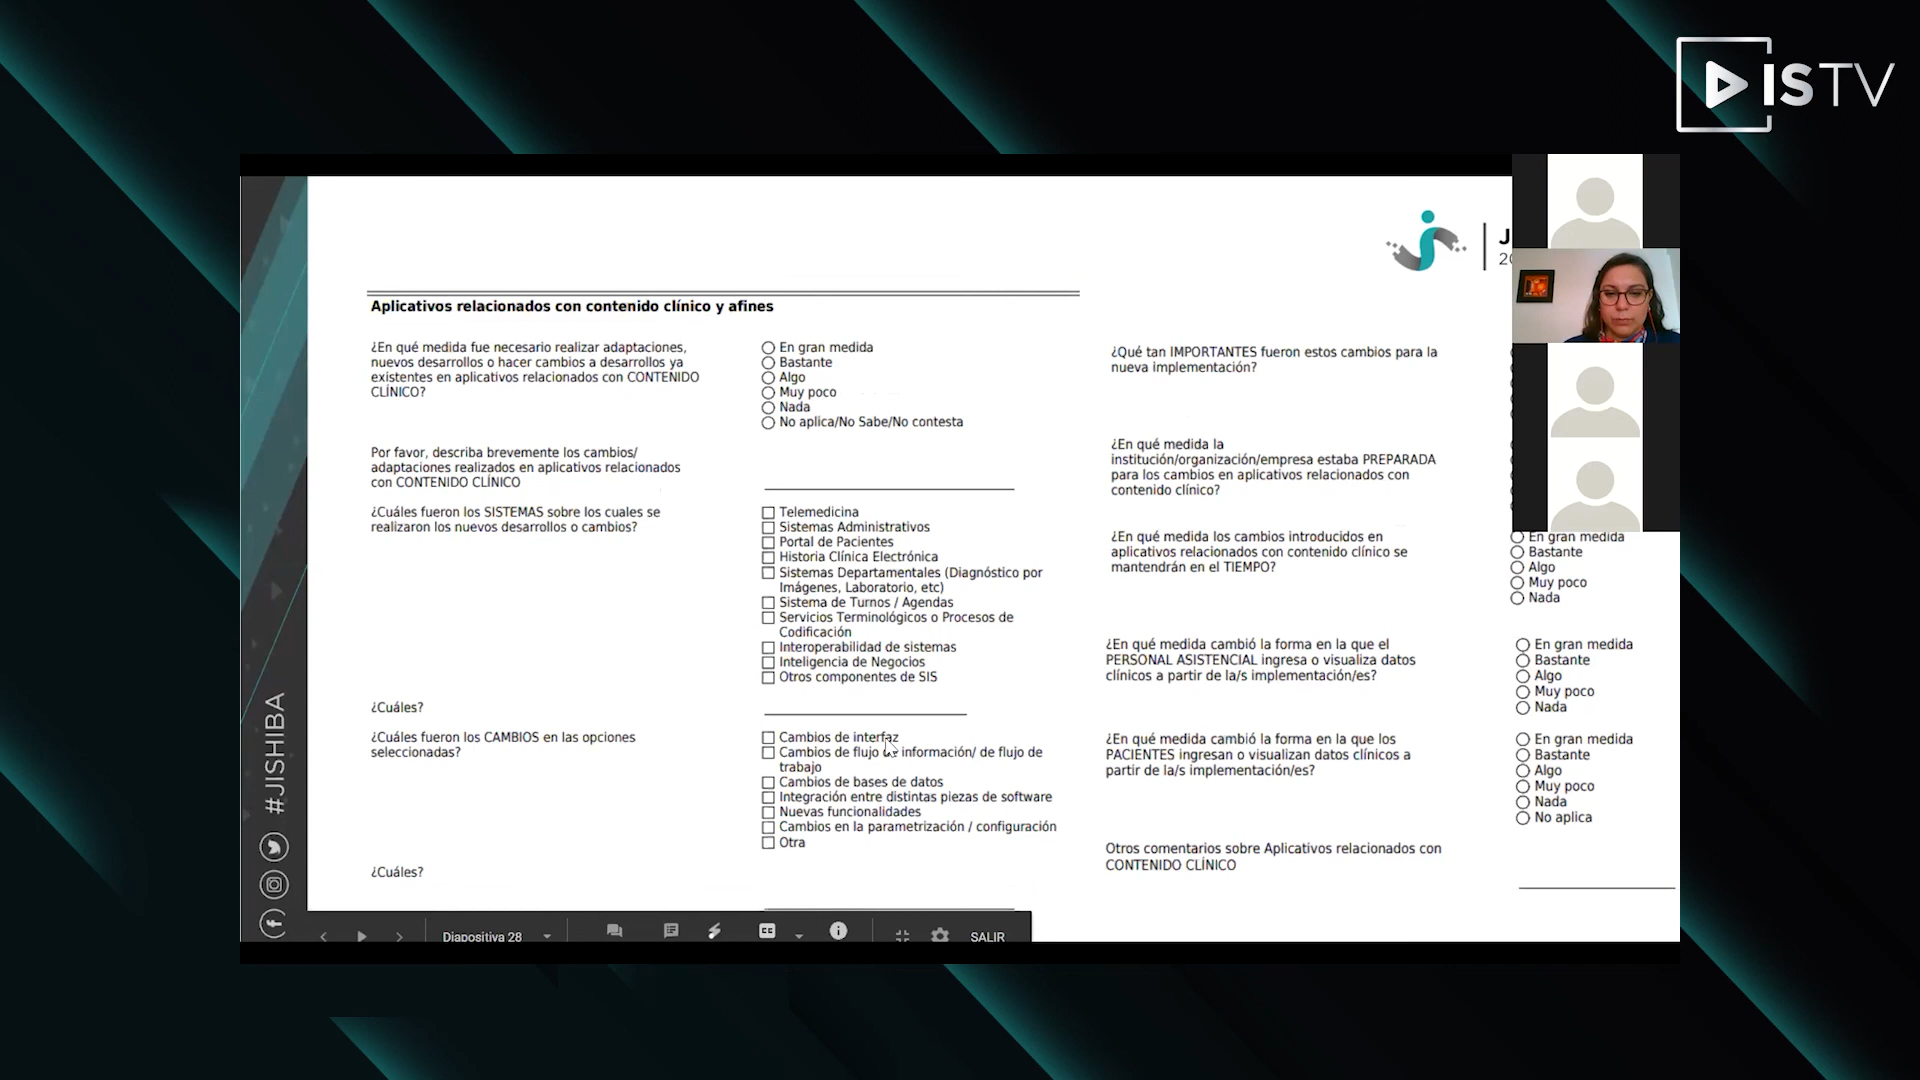 ISTV
Aplicativos relacionados con contenido clínico y afines
¿En qué medida fue necesario realizar adaptaciones,
nuevos desarrollos o hacer cambios a desarrollos ya
existentes en aplicativos relacionados con CONTENIDO
CLÍNICO?
En gran medida
Bastante
Algo
Muy poco
Nada
No aplica/No Sabe/No contesta
Por favor, describa brevemente los cambios/
adaptaciones realizados en aplicativos relacionados
con CONTENIDO CLÍNICO
¿Cuáles fueron los SISTEMAS sobre los cuales se
realizaron los nuevos desarrollos o cambios?
Telemedicina
Sistemas Administrativos
Portal de Pacientes
Historia Clínica Electrónica
Sistemas Departamentales (Diagnóstico por
Imágenes, Laboratorio, etc)
Sistema de Turnos / Agendas
Servicios Terminológicos o Procesos de
Codificación
Interoperabilidad de sistemas
Inteligencia de Negocios
Otros componentes de SIS
¿Cuáles?
¿Cuáles fueron los CAMBIOS en las opciones
seleccionadas?
Cambios de interfaz
Cambios de flujo de información/ de flujo de
trabajo
Cambios de bases de datos
Integración entre distintas piezas de software
Nuevas funcionalidades
Cambios en la parametrización / configuración
Otra
¿Cuáles?
¿Qué tan IMPORTANTES fueron estos cambios para la
nueva implementación?
¿En qué medida la
institución/organización/empresa estaba PREPARADA
para los cambios en aplicativos relacionados con
contenido clínico?
¿En qué medida los cambios introducidos en
aplicativos relacionados con contenido clínico se
mantendrán en el TIEMPO?
En gran medida
Bastante
Algo
Muy poco
Nada
¿En qué medida cambió la forma en la que el
PERSONAL ASISTENCIAL ingresa o visualiza datos
clínicos a partir de la/s implementación/es?
En gran medida
Bastante
Algo
Muy poco
Nada
¿En qué medida cambió la forma en la que los
PACIENTES ingresan o visualizan datos clínicos a
partir de la/s implementación/es?
En gran medida
Bastante
Algo
Muy poco
Nada
No aplica
Otros comentarios sobre Aplicativos relacionados con
CONTENIDO CLÍNICO
#JISHIBA
Diapositiva 28
CC
SALIR